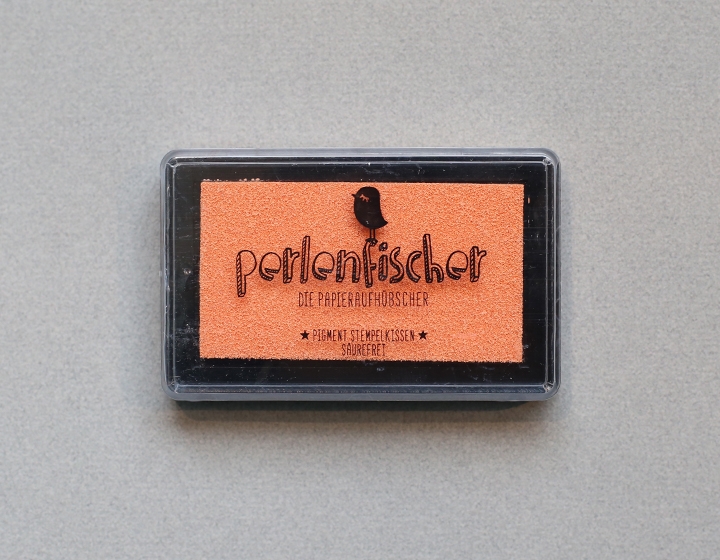 perlenfischer
DIE PAPIERAUFHÜBSCHER
★ PIGMENT STEMPELKISSEN ★
SÄUREFREI